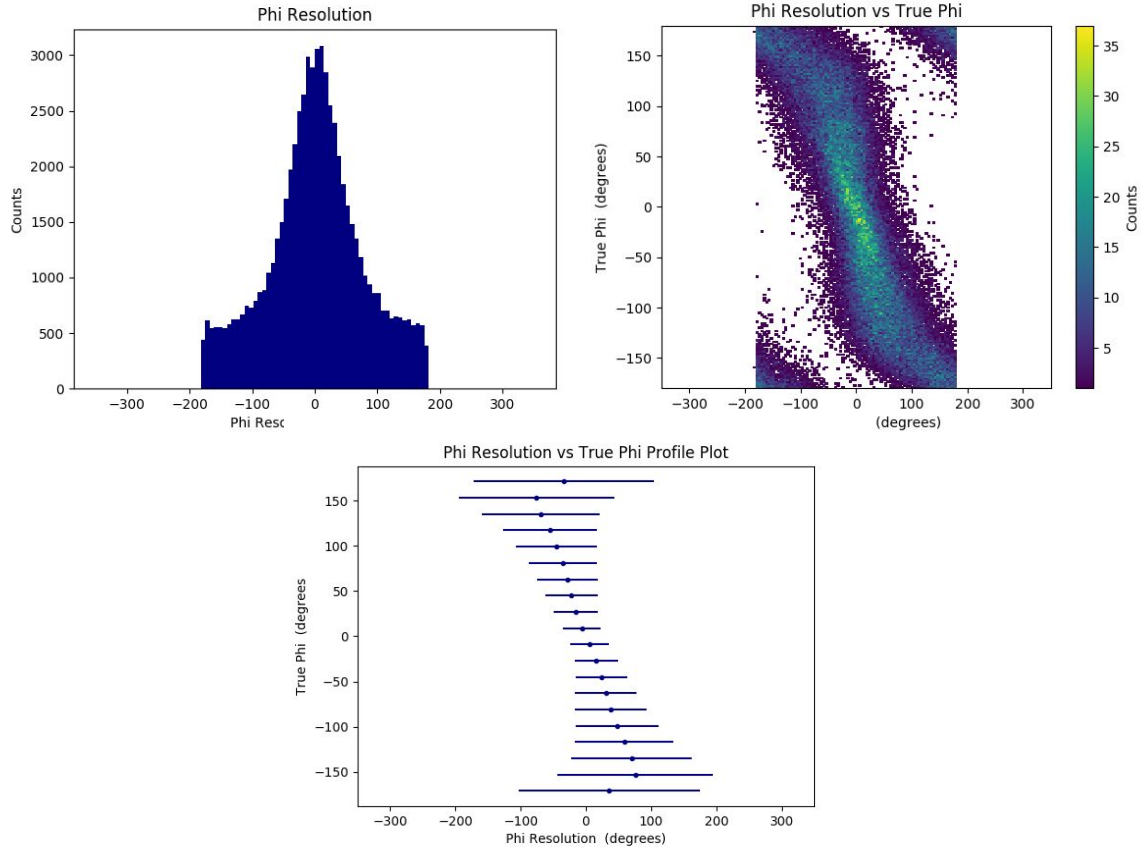 Phi Resolution
Counts
3000
2500
2000
1500
1000
500
0
−300 −200 −100 0 100 200 300
Phi Resc
Phi Resolution vs True Phi
True Phi (degrees)
150
100
50
0
−50
−100
−150
−300 −200 −100 0 100 200 300
(degrees)
35
30
25
20
15
10
5
Counts
Phi Resolution vs True Phi Profile Plot
True Phi (degrees
150
100
50
0
−50
−100
−150
−300 −200 −100 0 100 200 300
Phi Resolution (degrees)